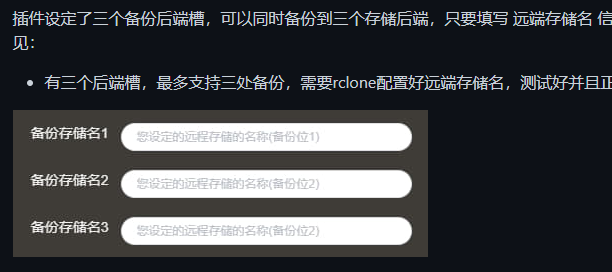 插件设定了三个备份后端槽，可以同时备份到三个存储后端，只要填写 远端存储名 信
见：
有三个后端槽，最多支持三处备份，需要rclone配置好远端存储名，测试好并且正
备份存储名1 您设定的远程存储的名称(备份位1)
备份存储名2 您设定的远程存储的名称(备份位2)
备份存储名3 您设定的远程存储的名称(备份位2)